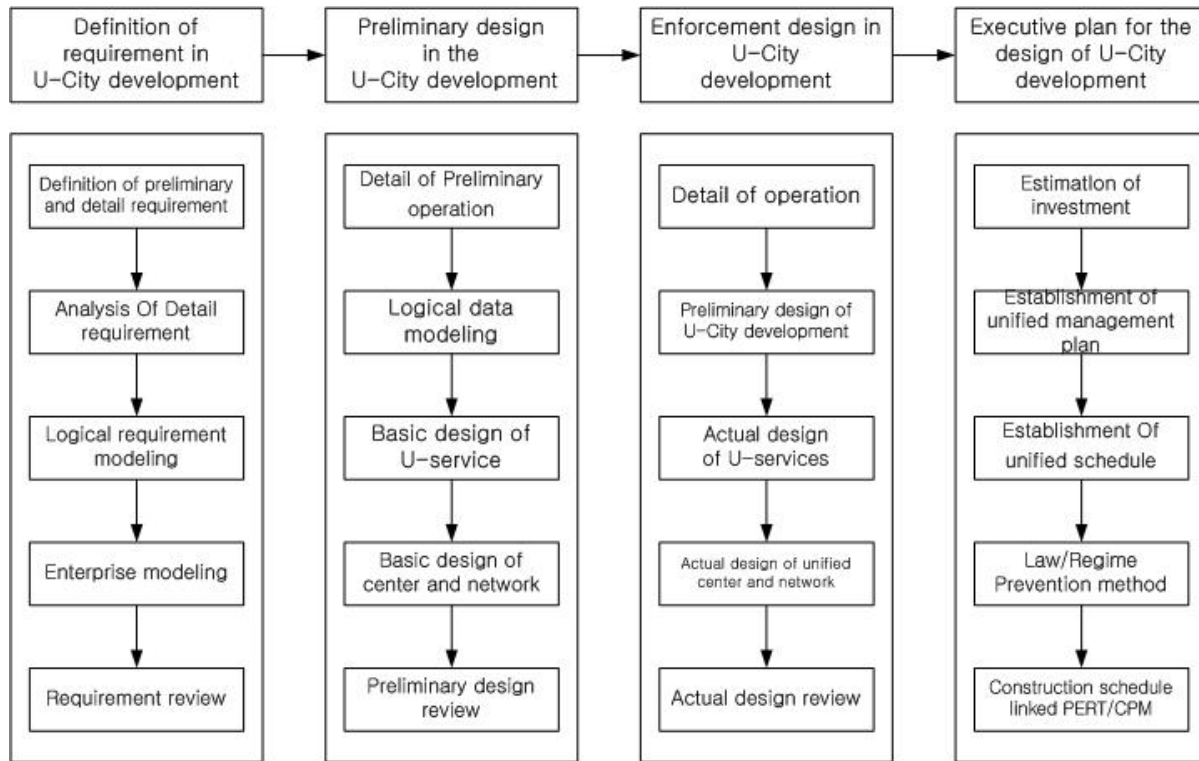 Definition of
requirement in
U-City development
Preliminary design
in the
U-City development
Enforcement design in
U-City
development
Executive plan for the
design of U-City
development
Definition of preliminary
and detail requirement
Analysis Of Detail
requirement
Logical requirement
modeling
Enterprise modeling
Requirement review
Detail of Preliminary
operation
Logical data
modeling
Basic design of
U-service
Basic design of
center and network
Preliminary design
review
Detail of operation
Preliminary design of
U-City development
Actual design
of U-services
Actual design of unified
center and network
Actual design review
Estimation of
investment
Establishment of
unified management
plan
Establishment Of
unified schedule
Law/Regime
Prevention method
Construction schedule
linked PERT/CPM